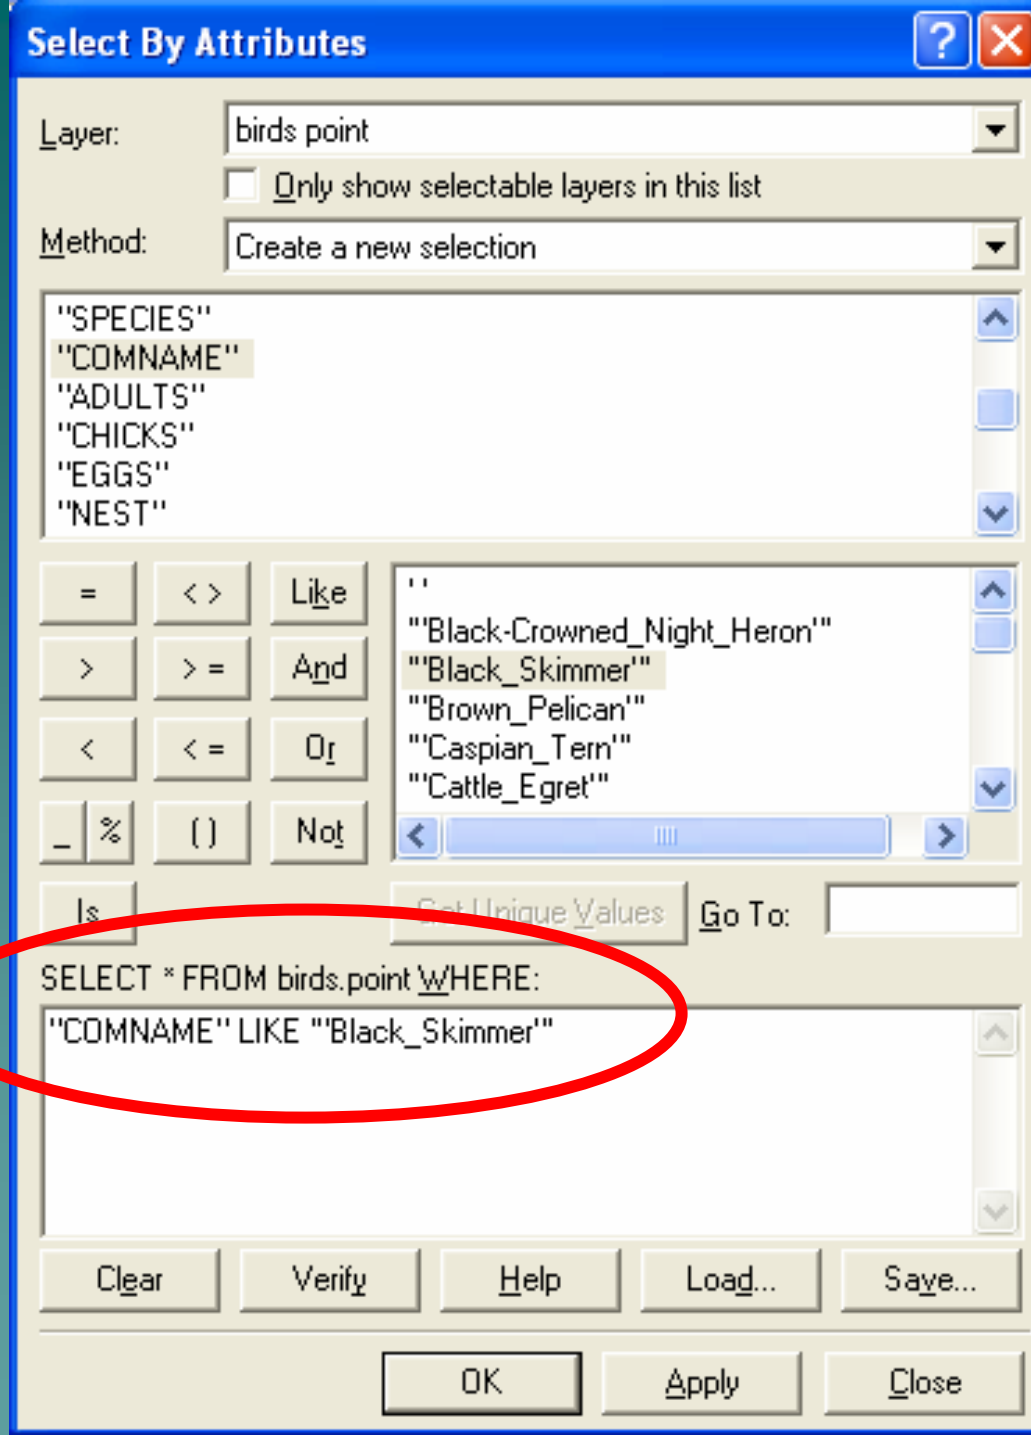 Select By Attributes ?
Layer: birds point
Only show selectable layers in this list
Method: Create a new selection
"SPECIES"
"COMNAME"
"ADULTS"
"CHICKS"
"EGGS"
"NEST"
= < > Like
> > = And
< < = Or
_ % ( ) Not
Is
' '
"'Black-Crowned_Night_Heron'"
"'Black_Skimmer'"
"'Brown_Pelican'"
"'Caspian_Tern'"
"'Cattle_Egret'"
Get Unique Values Go To:
SELECT * FROM birds.point WHERE:
"COMNAME" LIKE "'Black_Skimmer'"
Clear Verify Help Load... Save...
OK Apply Close